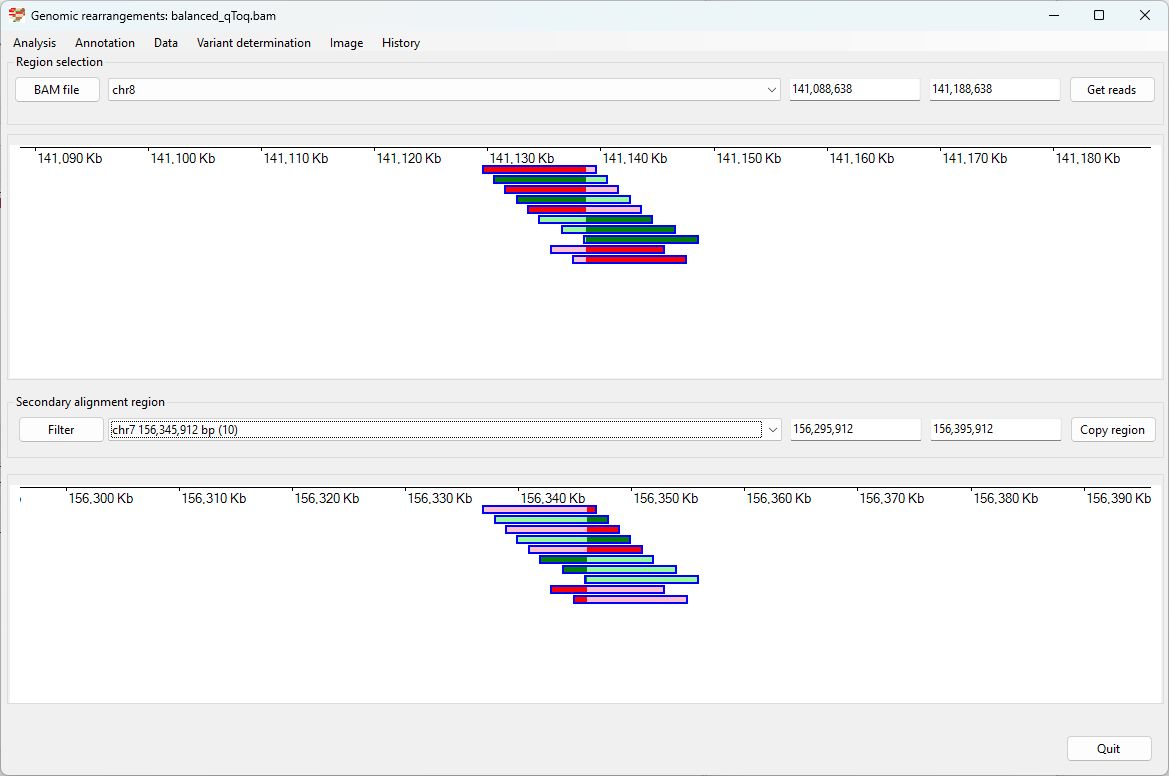 Genomic rearrangements: balanced_qToq.bam
Analysis Annotation Data Variant determination Image History
Region selection
BAM file chr8 141,088,638 141,188,638 Get reads
141,090 Kb 141,100 Kb 141,110 Kb 141,120 Kb 141,130 Kb 141,140 Kb 141,150 Kb 141,160 Kb 141,170 Kb 141,180 Kb
Secondary alignment region
Filter chr7 156,345,912 bp (10) 156,295,912 156,395,912 Copy region
156,300 Kb 156,310 Kb 156,320 Kb 156,330 Kb 156,340 Kb 156,350 Kb 156,360 Kb 156,370 Kb 156,380 Kb 156,390 Kb
Quit